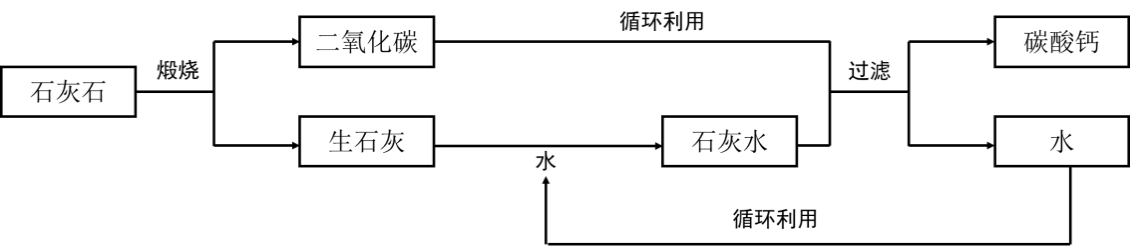 循环利用
二氧化碳
碳酸钙
煅烧
过滤
石灰石
生石灰
石灰水
水
水
循环利用